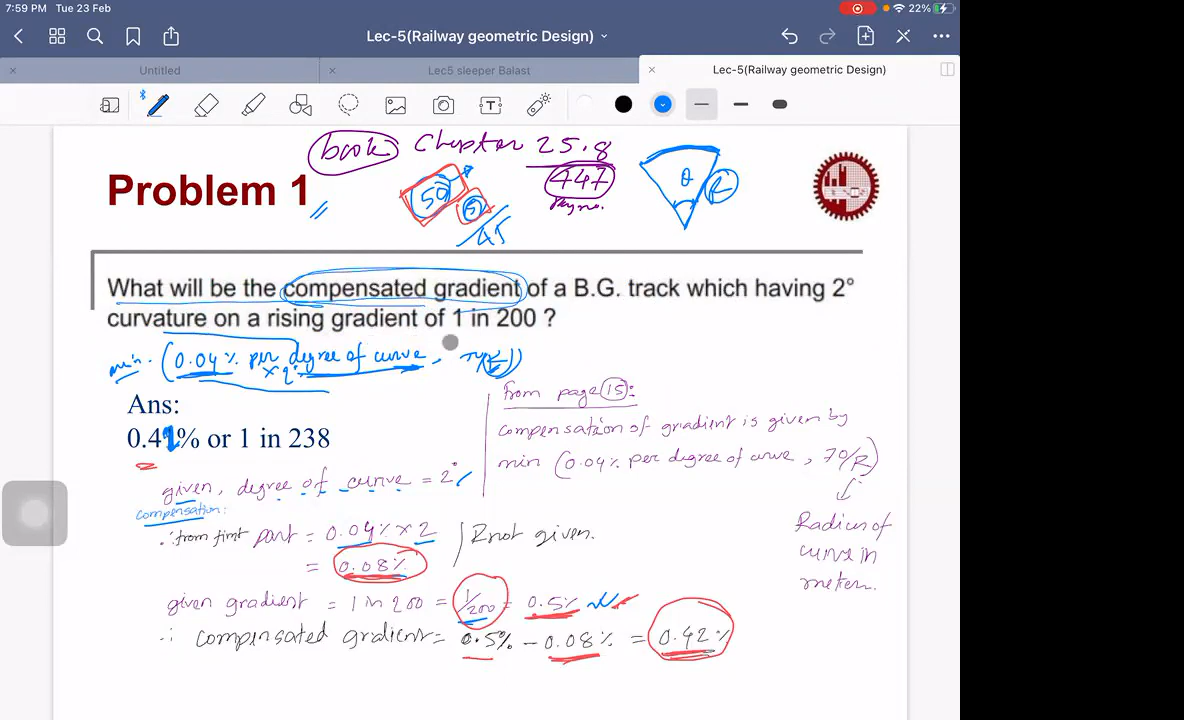 7:59 PM Tue 23 Feb
22%
Lec-5(Railway geometric Design)
Untitled
Lec5 sleeper Balast
Lec-5(Railway geometric Design)
book Chapter 25.8
447
Problem 1
50
5
45
θ
R
What will be the compensated gradient of a B.G. track which having 2°
curvature on a rising gradient of 1 in 200 ?
min. (0.04% per degree of curve,
×2°
Ans:
0.42% or 1 in 238
from page 15:
compensation of gradient is given by
min (0.04% per degree of curve, 70/R)
Radius of
curve in
meter.
given, degree of curve = 2°
compensation:
∴ from first part = 0.04% × 2
R not given.
= 0.08%
given gradient = 1 in 200 = 1/200 = 0.5%
∴ compensated gradient = 0.5% - 0.08% = 0.42%